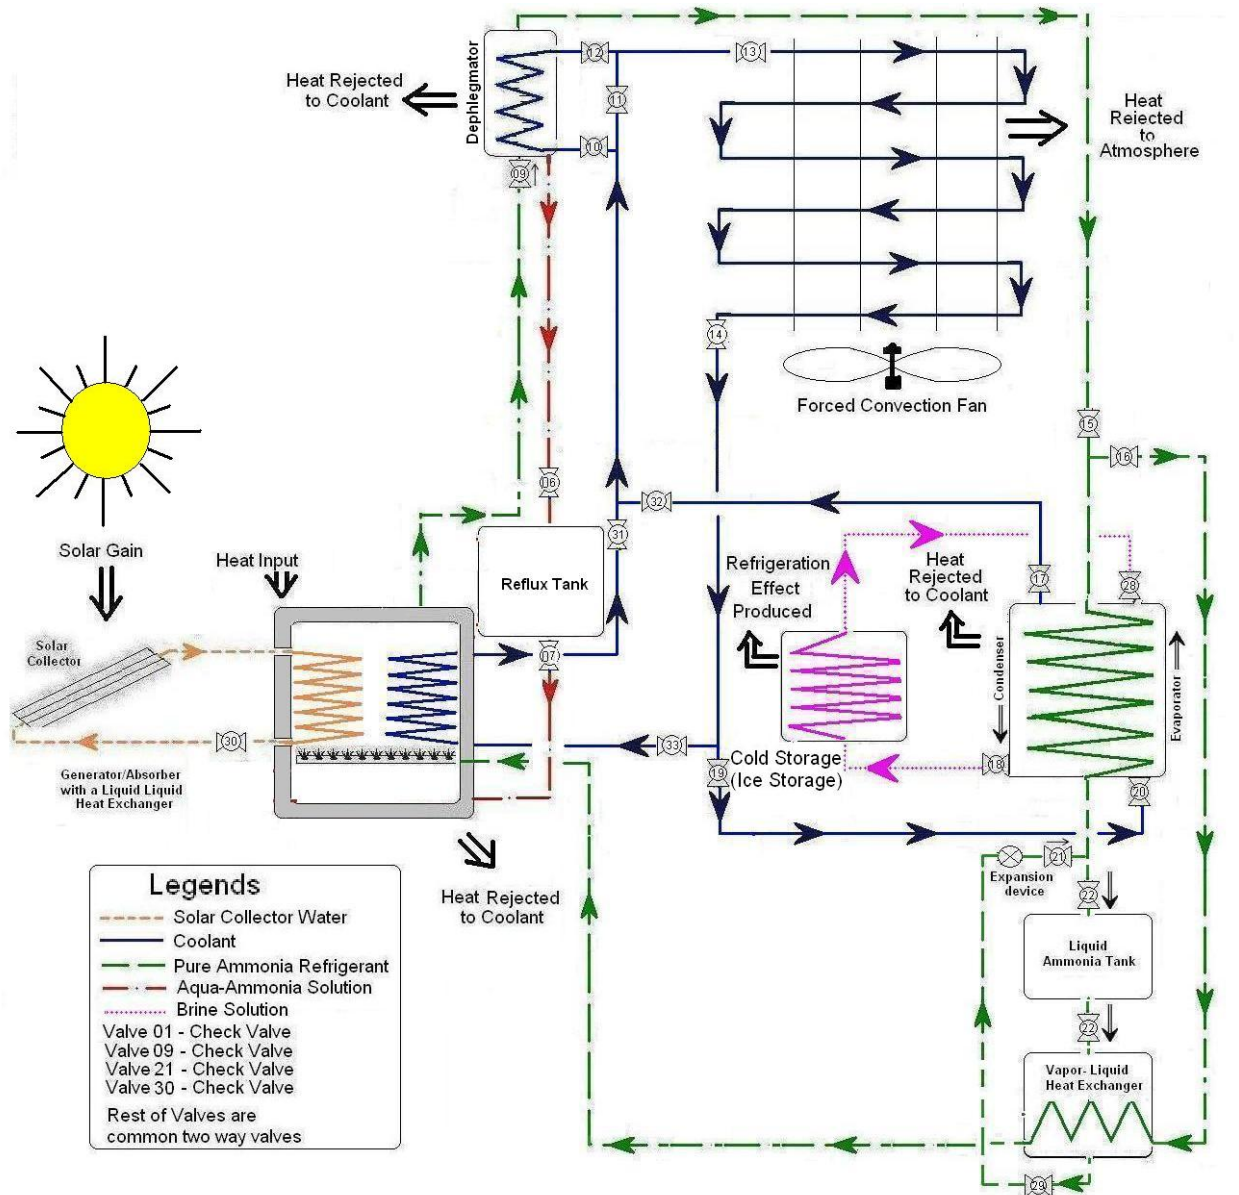 Heat Rejected
to Coolant
Dephlegmator
12
11
10
09
13
Heat
Rejected
to
Atmosphere
14
Forced Convection Fan
15
16
06
32
31
Solar Gain
Heat Input
Reflux Tank
Refrigeration
Effect
Produced
Heat
Rejected
to Coolant
17
28
Solar
Collector
07
Condenser
Evaporator
30
33
Cold Storage
(Ice Storage)
18
19
20
Generator/Absorber
with a Liquid Liquid
Heat Exchanger
Heat Rejected
to Coolant
21
Expansion
device
22
Liquid
Ammonia Tank
22
Vapor- Liquid
Heat Exchanger
29
Legends
Solar Collector Water
Coolant
Pure Ammonia Refrigerant
Aqua-Ammonia Solution
Brine Solution
Valve 01 - Check Valve
Valve 09 - Check Valve
Valve 21 - Check Valve
Valve 30 - Check Valve
Rest of Valves are
common two way valves